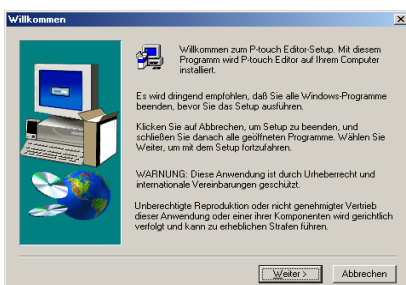 Willkommen
Willkommen zum P-touch Editor-Setup. Mit diesem
Programm wird P-touch Editor auf Ihrem Computer
installiert.
Es wird dringend empfohlen, daß Sie alle Windows-Programme
beenden, bevor Sie das Setup ausführen.
Klicken Sie auf Abbrechen, um Setup zu beenden, und
schließen Sie danach alle geöffneten Programme. Wählen Sie
Weiter, um mit dem Setup fortzufahren.
WARNUNG: Diese Anwendung ist durch Urheberrecht und
internationale Vereinbarungen geschützt.
Unberechtigte Reproduktion oder nicht genehmigter Vertrieb
dieser Anwendung oder einer ihrer Komponenten wird gerichtlich
verfolgt und kann zu erheblichen Strafen führen.
Weiter > Abbrechen